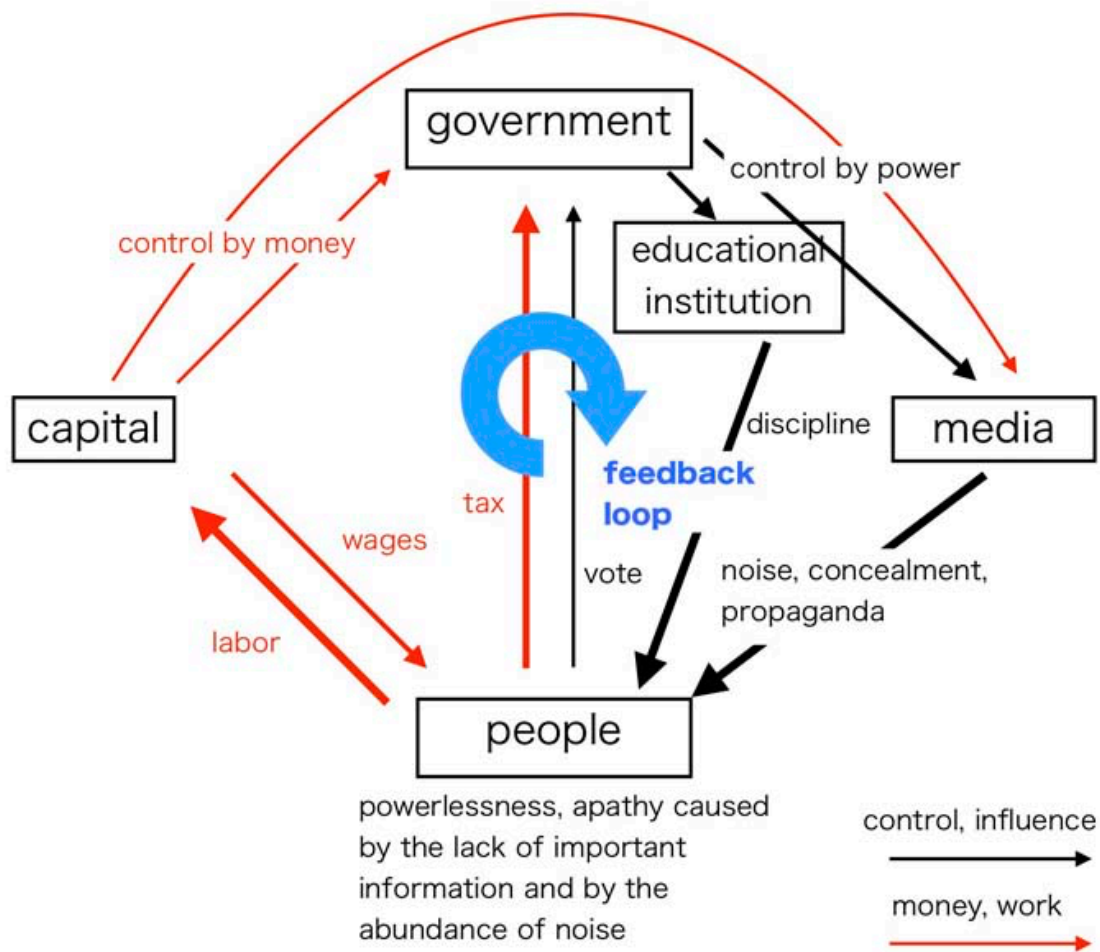 government
control by power
control by money
educational
institution
capital
discipline
media
feedback
loop
tax
wages
vote
noise, concealment,
propaganda
labor
people
powerlessness, apathy caused
by the lack of important
information and by the
abundance of noise
control, influence
money, work